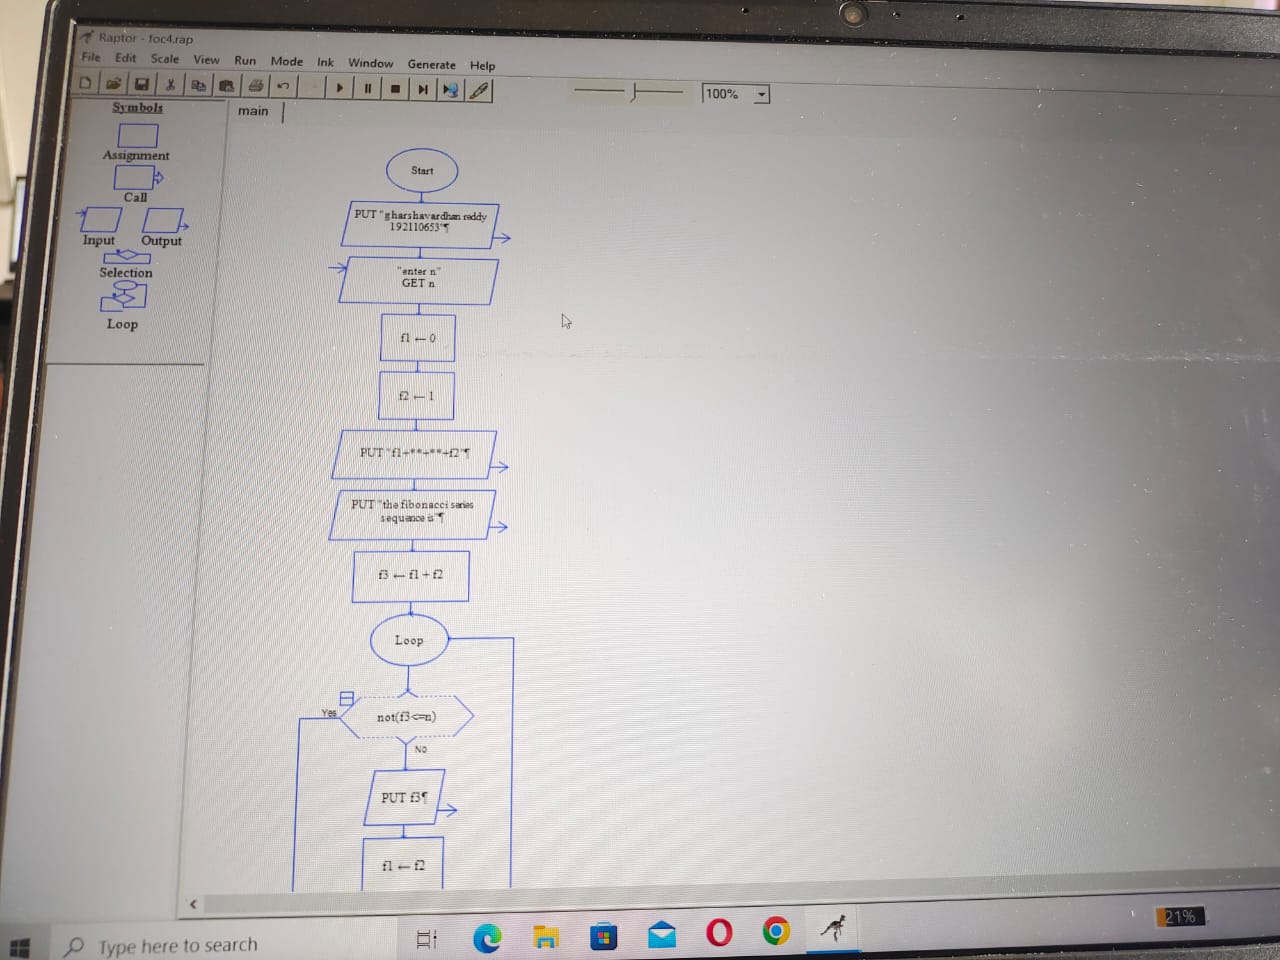 Raptor - foc4.rap
File Edit Scale View Run Mode Ink Window Generate Help
100%
Symbols
main
Assignment
Call
Input Output
Selection
Loop
Start
PUT "gharshavardhan reddy
192110653"¶
"enter n"
GET n
f1 ← 0
f2 ← 1
PUT "f1+**+**+f2"¶
PUT "the fibonacci series
sequence is"¶
f3 ← f1 + f2
Loop
Yes
not(f3<=n)
No
PUT f3¶
f1 ← f2
21%
Type here to search